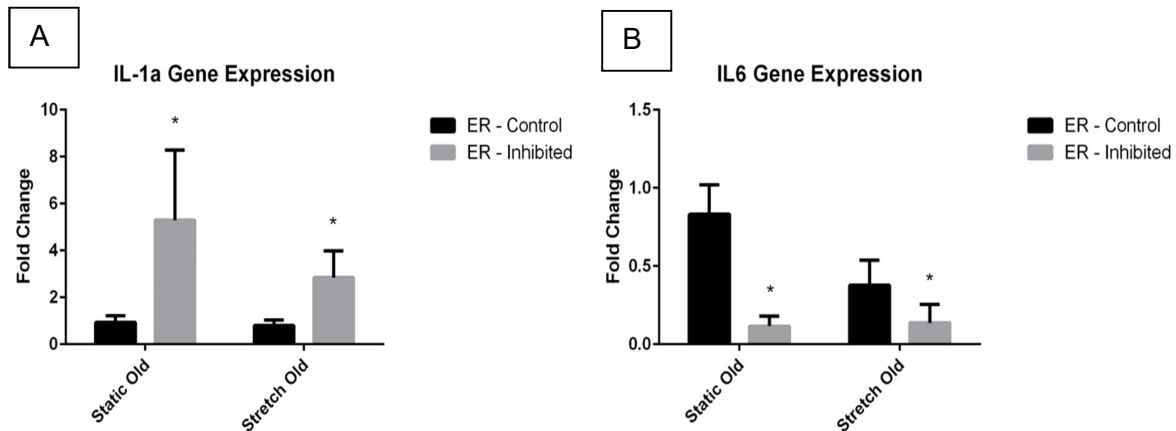 A
IL-1a Gene Expression
Fold Change
10
8
6
4
2
0
*
*
Static Old
Stretch Old
ER - Control
ER - Inhibited
B
IL6 Gene Expression
Fold Change
1.5
1.0
0.5
0.0
*
*
Static Old
Stretch Old
ER - Control
ER - Inhibited